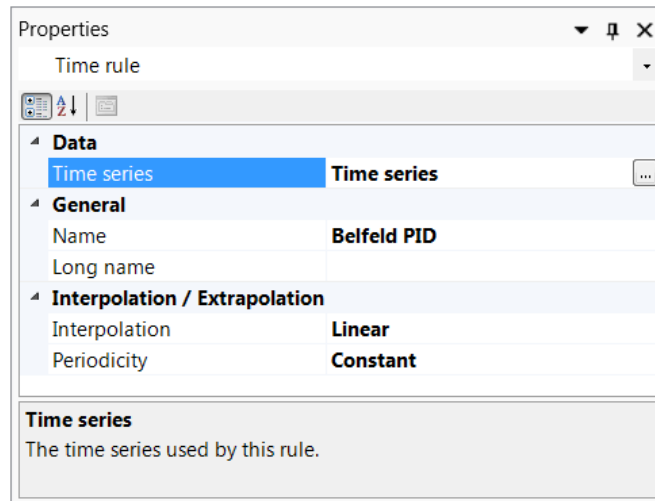 Properties
Time rule
Data
Time series Time series ...
General
Name Belfeld PID
Long name
Interpolation / Extrapolation
Interpolation Linear
Periodicity Constant
Time series
The time series used by this rule.